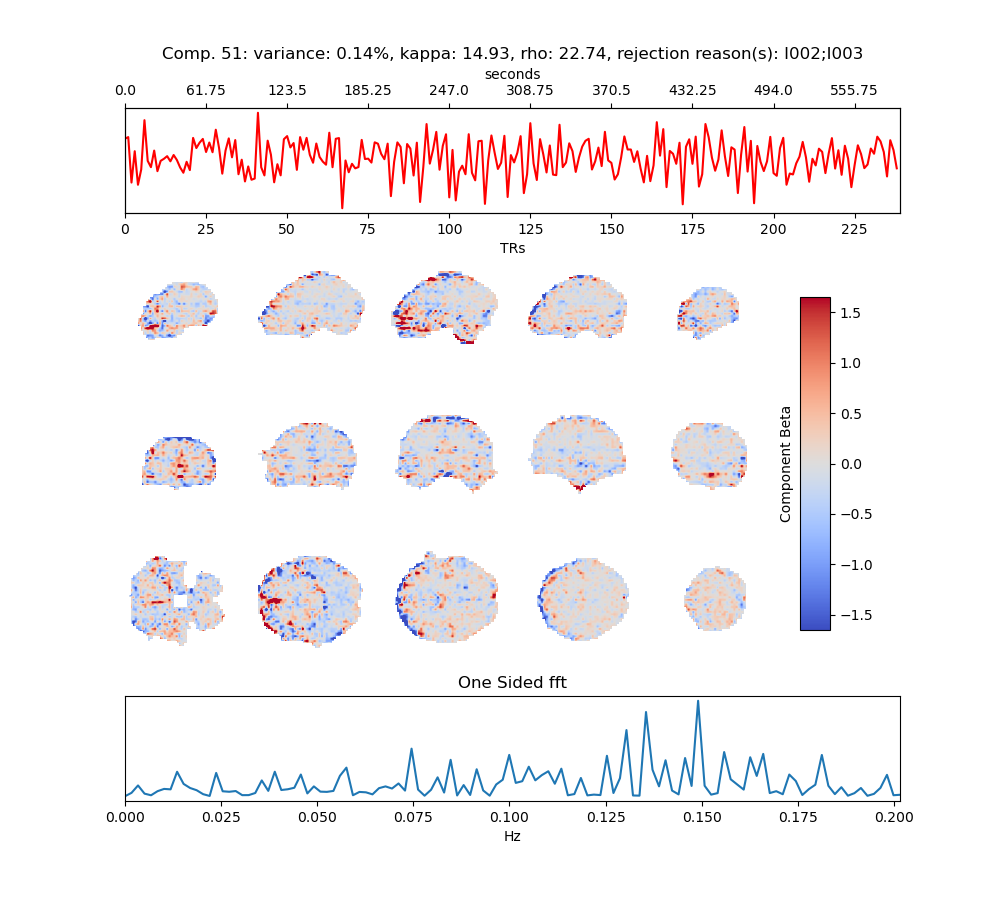 Comp. 51: variance: 0.14%, kappa: 14.93, rho: 22.74, rejection reason(s): I002;I003
seconds
0.0 61.75 123.5 185.25 247.0 308.75 370.5 432.25 494.0 555.75
0 25 50 75 100 125 150 175 200 225
TRs
1.5
1.0
0.5
0.0
−0.5
−1.0
−1.5
Component Beta
One Sided fft
0.000 0.025 0.050 0.075 0.100 0.125 0.150 0.175 0.200
Hz